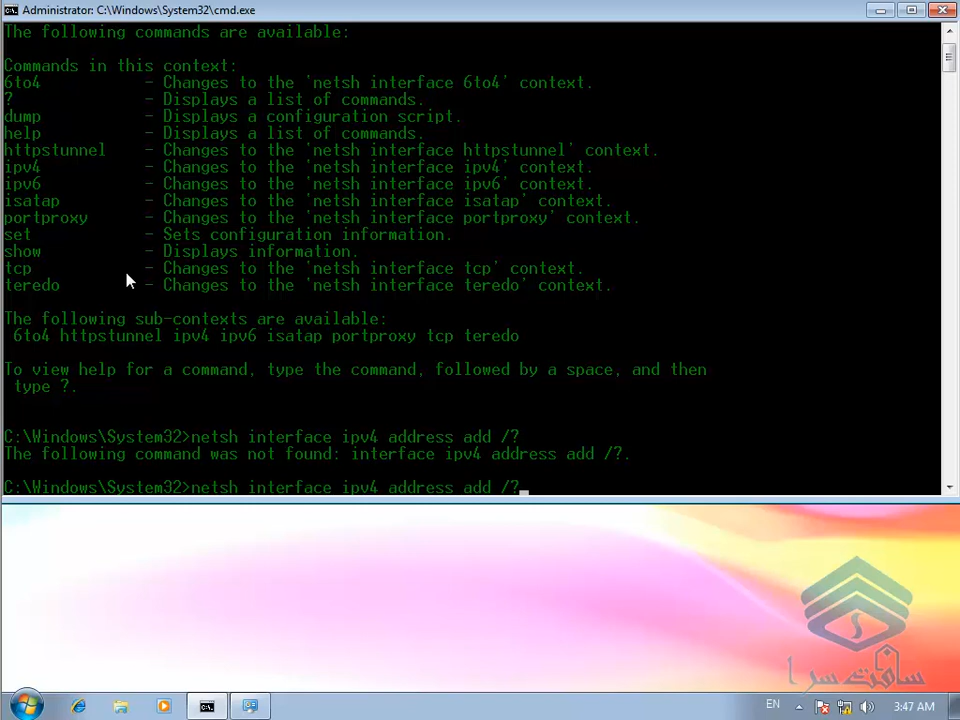 Administrator: C:\Windows\System32\cmd.exe
The following commands are available:
Commands in this context:
6to4 - Changes to the 'netsh interface 6to4' context.
? - Displays a list of commands.
dump - Displays a configuration script.
help - Displays a list of commands.
httpstunnel - Changes to the 'netsh interface httpstunnel' context.
ipv4 - Changes to the 'netsh interface ipv4' context.
ipv6 - Changes to the 'netsh interface ipv6' context.
isatap - Changes to the 'netsh interface isatap' context.
portproxy - Changes to the 'netsh interface portproxy' context.
set - Sets configuration information.
show - Displays information.
tcp - Changes to the 'netsh interface tcp' context.
teredo - Changes to the 'netsh interface teredo' context.
The following sub-contexts are available:
6to4 httpstunnel ipv4 ipv6 isatap portproxy tcp teredo
To view help for a command, type the command, followed by a space, and then
type ?.
C:\Windows\System32>netsh interface ipv4 address add /?
The following command was not found: interface ipv4 address add /?.
C:\Windows\System32>netsh interface ipv4 address add /?
سافت سرا
EN 3:47 AM